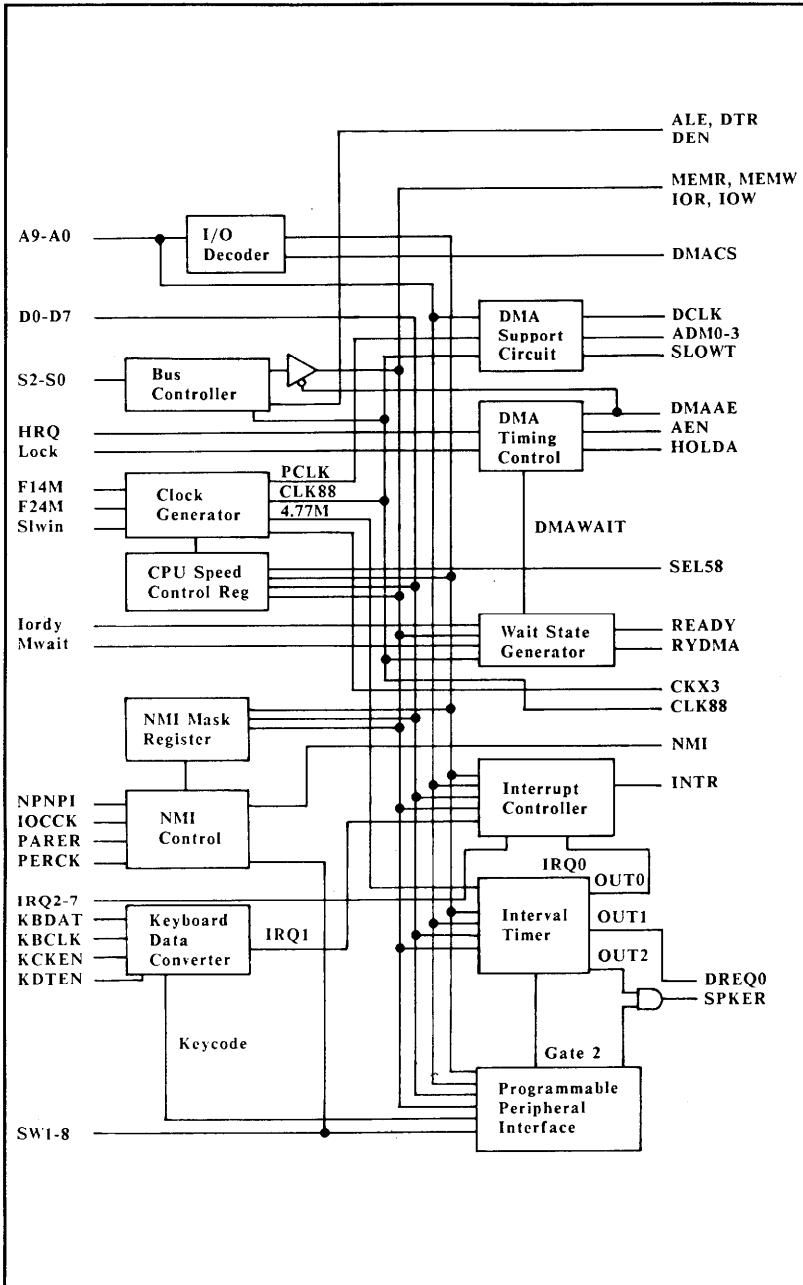 ALE, DTR
DEN
MEMR, MEMW
IOR, IOW
A9-A0
I/O
Decoder
DMACS
D0-D7
DMA
Support
Circuit
DCLK
ADM0-3
SLOWT
S2-S0
Bus
Controller
HRQ
Lock
DMA
Timing
Control
DMAAE
AEN
HOLDA
F14M
F24M
Slwin
Clock
Generator
PCLK
CLK88
4.77M
DMAWAIT
CPU Speed
Control Reg
SEL58
Iordy
Mwait
Wait State
Generator
READY
RYDMA
CKX3
CLK88
NMI Mask
Register
NMI
NPNPI
IOCCK
PARER
PERCK
NMI
Control
Interrupt
Controller
INTR
IRQ0
OUT0
IRQ2-7
KBDAT
KBCLK
KCKEN
KDTEN
Keyboard
Data
Converter
IRQ1
Interval
Timer
OUT1
OUT2
DREQ0
SPKER
Keycode
Gate 2
Programmable
Peripheral
Interface
SW1-8